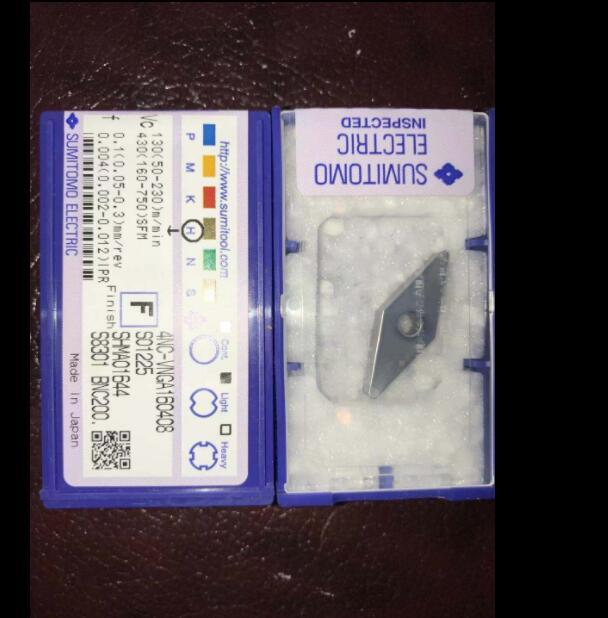 SUMITOMO
ELECTRIC
INSPECTED
http://www.sumitool.com
P M K H N S
Cont. Light Heavy
4NC-VNGA160408
S01225
F
SHMA01644
Finish
S8301 BNC200.
Vc 130(50-230)m/min
430(160-750)SFM
f 0.1(0.05-0.3)mm/rev
0.004(0.002-0.012)IPR
SUMITOMO ELECTRIC
Made in Japan